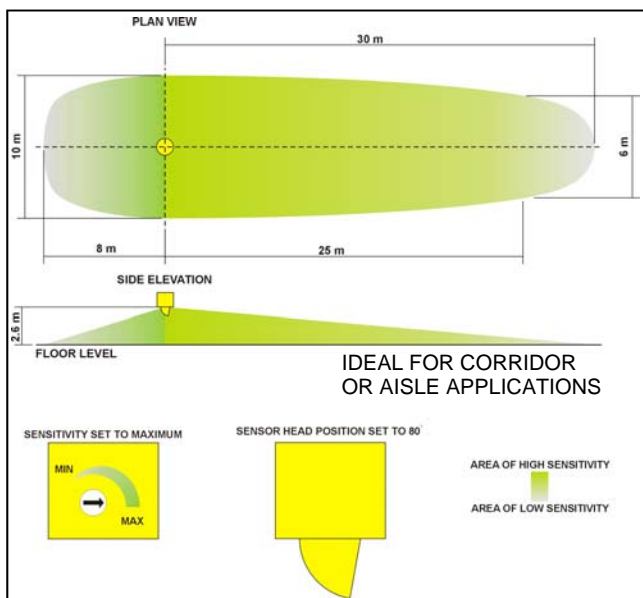 PLAN VIEW
30 m
10 m
6 m
8 m
25 m
SIDE ELEVATION
2.6 m
FLOOR LEVEL
IDEAL FOR CORRIDOR
OR AISLE APPLICATIONS
SENSITIVITY SET TO MAXIMUM
MIN
MAX
SENSOR HEAD POSITION SET TO 80°
AREA OF HIGH SENSITIVITY
AREA OF LOW SENSITIVITY